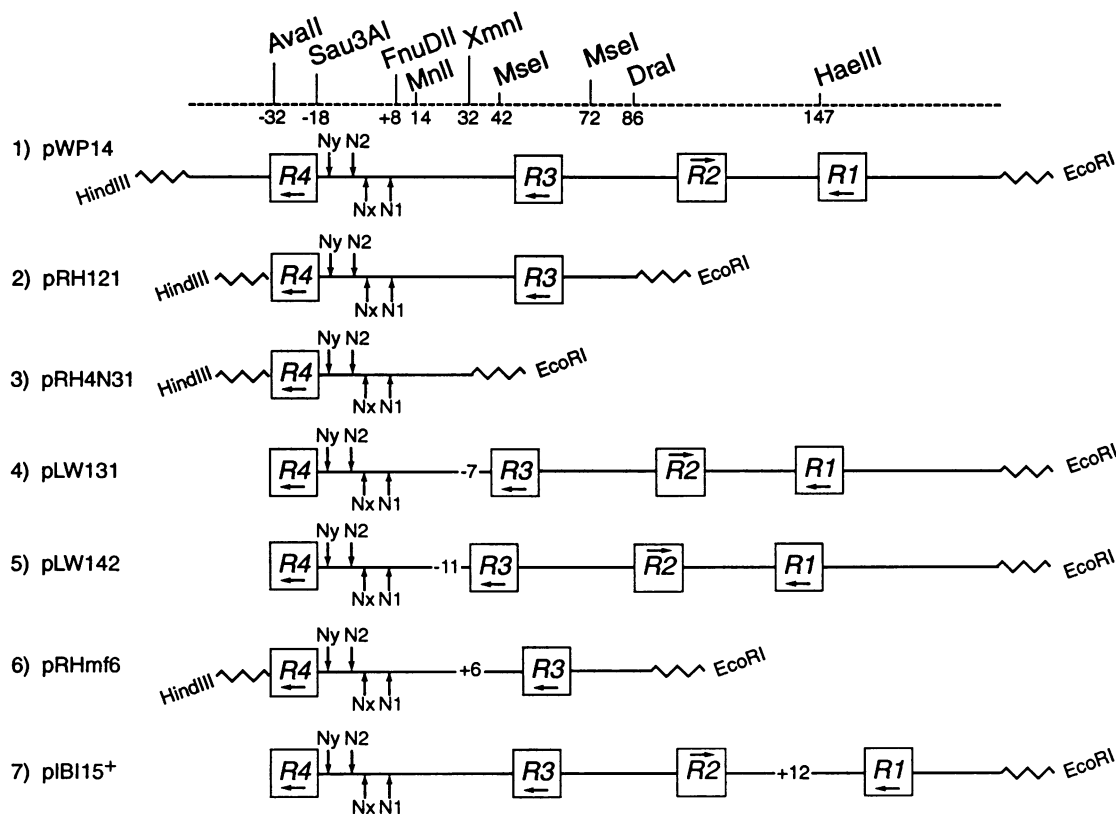 AvaII Sau3AI FnuDII MnlI XmnI MseI MseI DraI HaeIII
-32 -18 +8 14 32 42 72 86 147
1) pWP14
Ny N2
HindIII R4 R3 R2 R1 EcoRI
Nx N1
2) pRH121
Ny N2
HindIII R4 R3 EcoRI
Nx N1
3) pRH4N31
Ny N2
HindIII R4 EcoRI
Nx N1
4) pLW131
Ny N2
R4 -7 R3 R2 R1 EcoRI
Nx N1
5) pLW142
Ny N2
R4 -11 R3 R2 R1 EcoRI
Nx N1
6) pRHmf6
Ny N2
HindIII R4 +6 R3 EcoRI
Nx N1
7) pIBI15+
Ny N2
R4 R3 R2 +12 R1 EcoRI
Nx N1